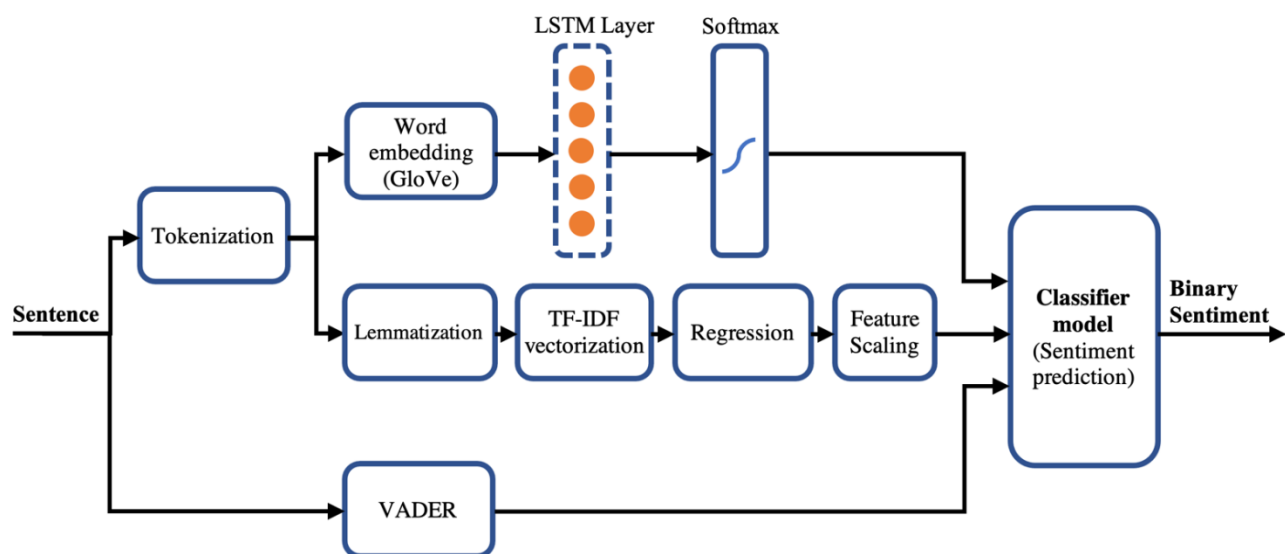 LSTM Layer
Softmax
Word
embedding
(GloVe)
Tokenization
Sentence
Lemmatization
TF-IDF
vectorization
Regression
Feature
Scaling
Classifier
model
(Sentiment
prediction)
Binary
Sentiment
VADER